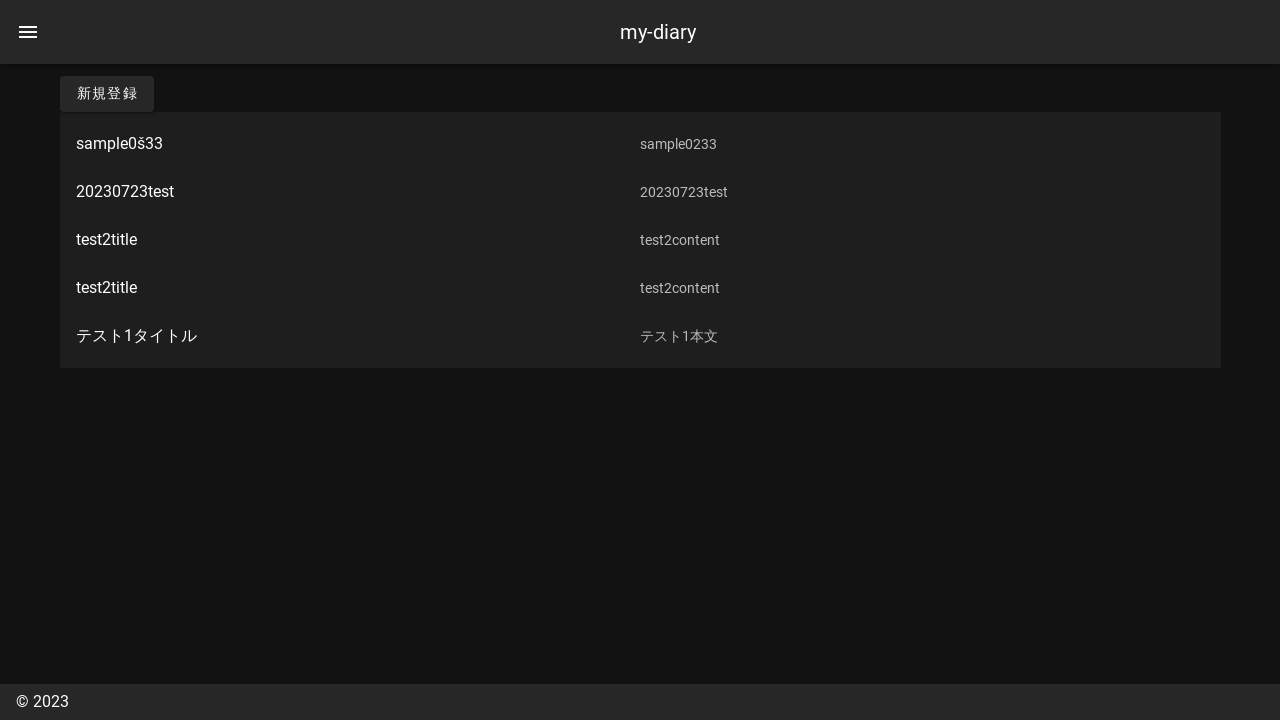 my-diary
新規登録
sample0š33
sample0233
20230723test
20230723test
test2title
test2content
test2title
test2content
テスト1タイトル
テスト1本文
© 2023